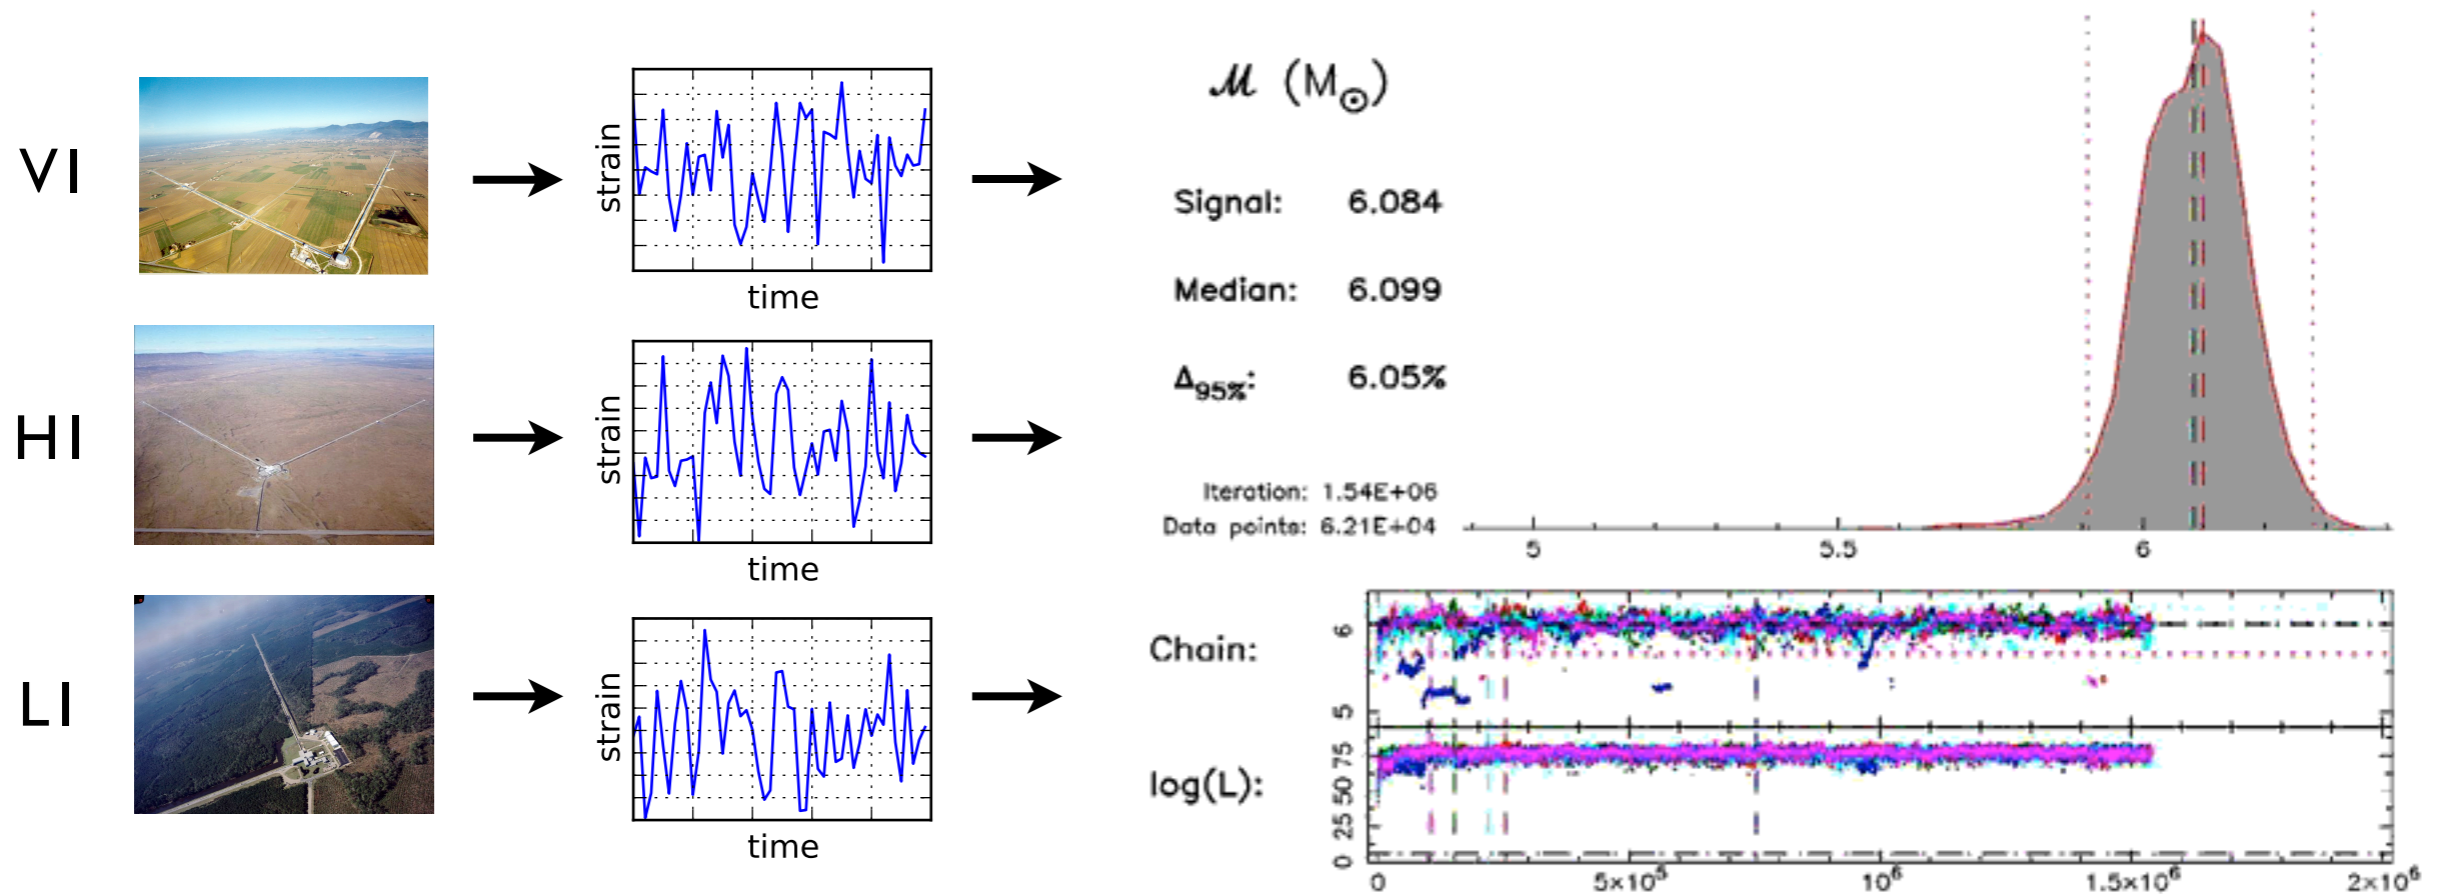 V1
strain
time
H1
strain
time
L1
strain
time
ℳ (M⊙)
Signal: 6.084
Median: 6.099
Δ95%: 6.05%
Iteration: 1.54E+06
Data points: 6.21E+04
5 5.5 6
Chain:
6
5
log(L):
75
50
25
0
0 5×10⁵ 10⁶ 1.5×10⁶ 2×10⁶